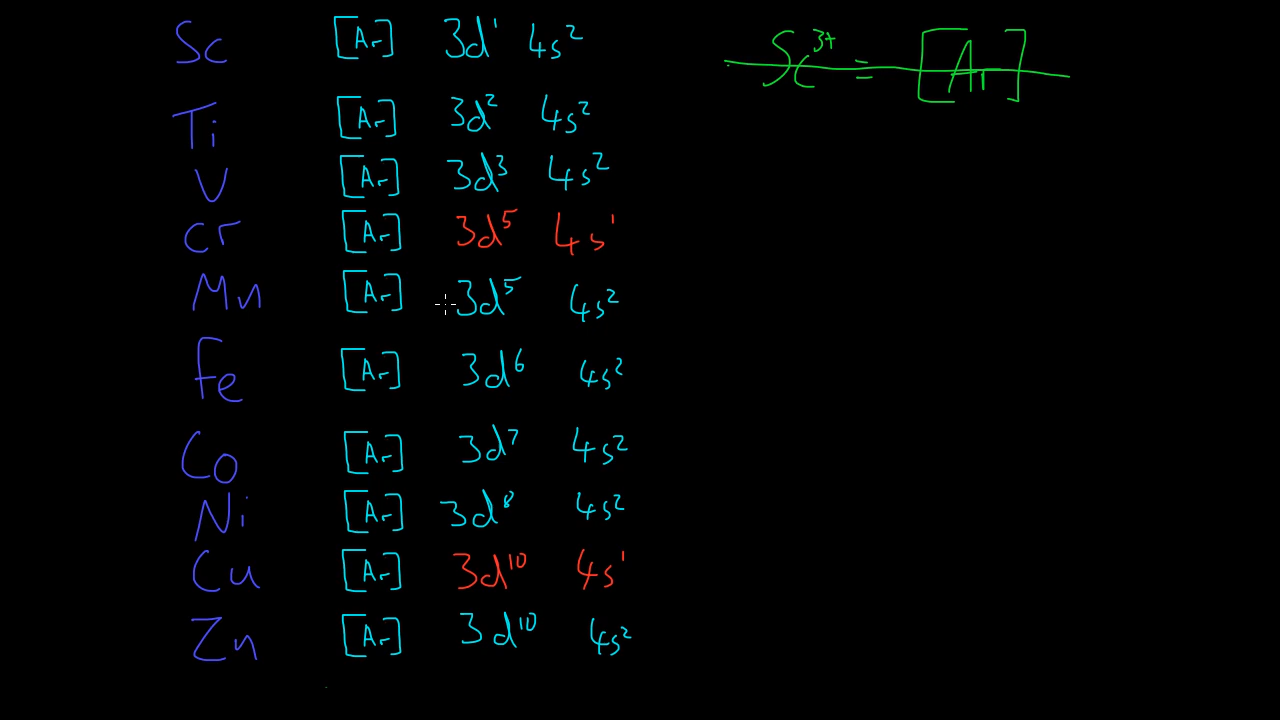 Sc [Ar] 3d¹ 4s² S̶c̶³⁺ ̶=̶ ̶[̶A̶r̶]̶
Ti [Ar] 3d² 4s²
V [Ar] 3d³ 4s²
Cr [Ar] 3d⁵ 4s¹
Mn [Ar] 3d⁵ 4s²
Fe [Ar] 3d⁶ 4s²
Co [Ar] 3d⁷ 4s²
Ni [Ar] 3d⁸ 4s²
Cu [Ar] 3d¹⁰ 4s¹
Zn [Ar] 3d¹⁰ 4s²